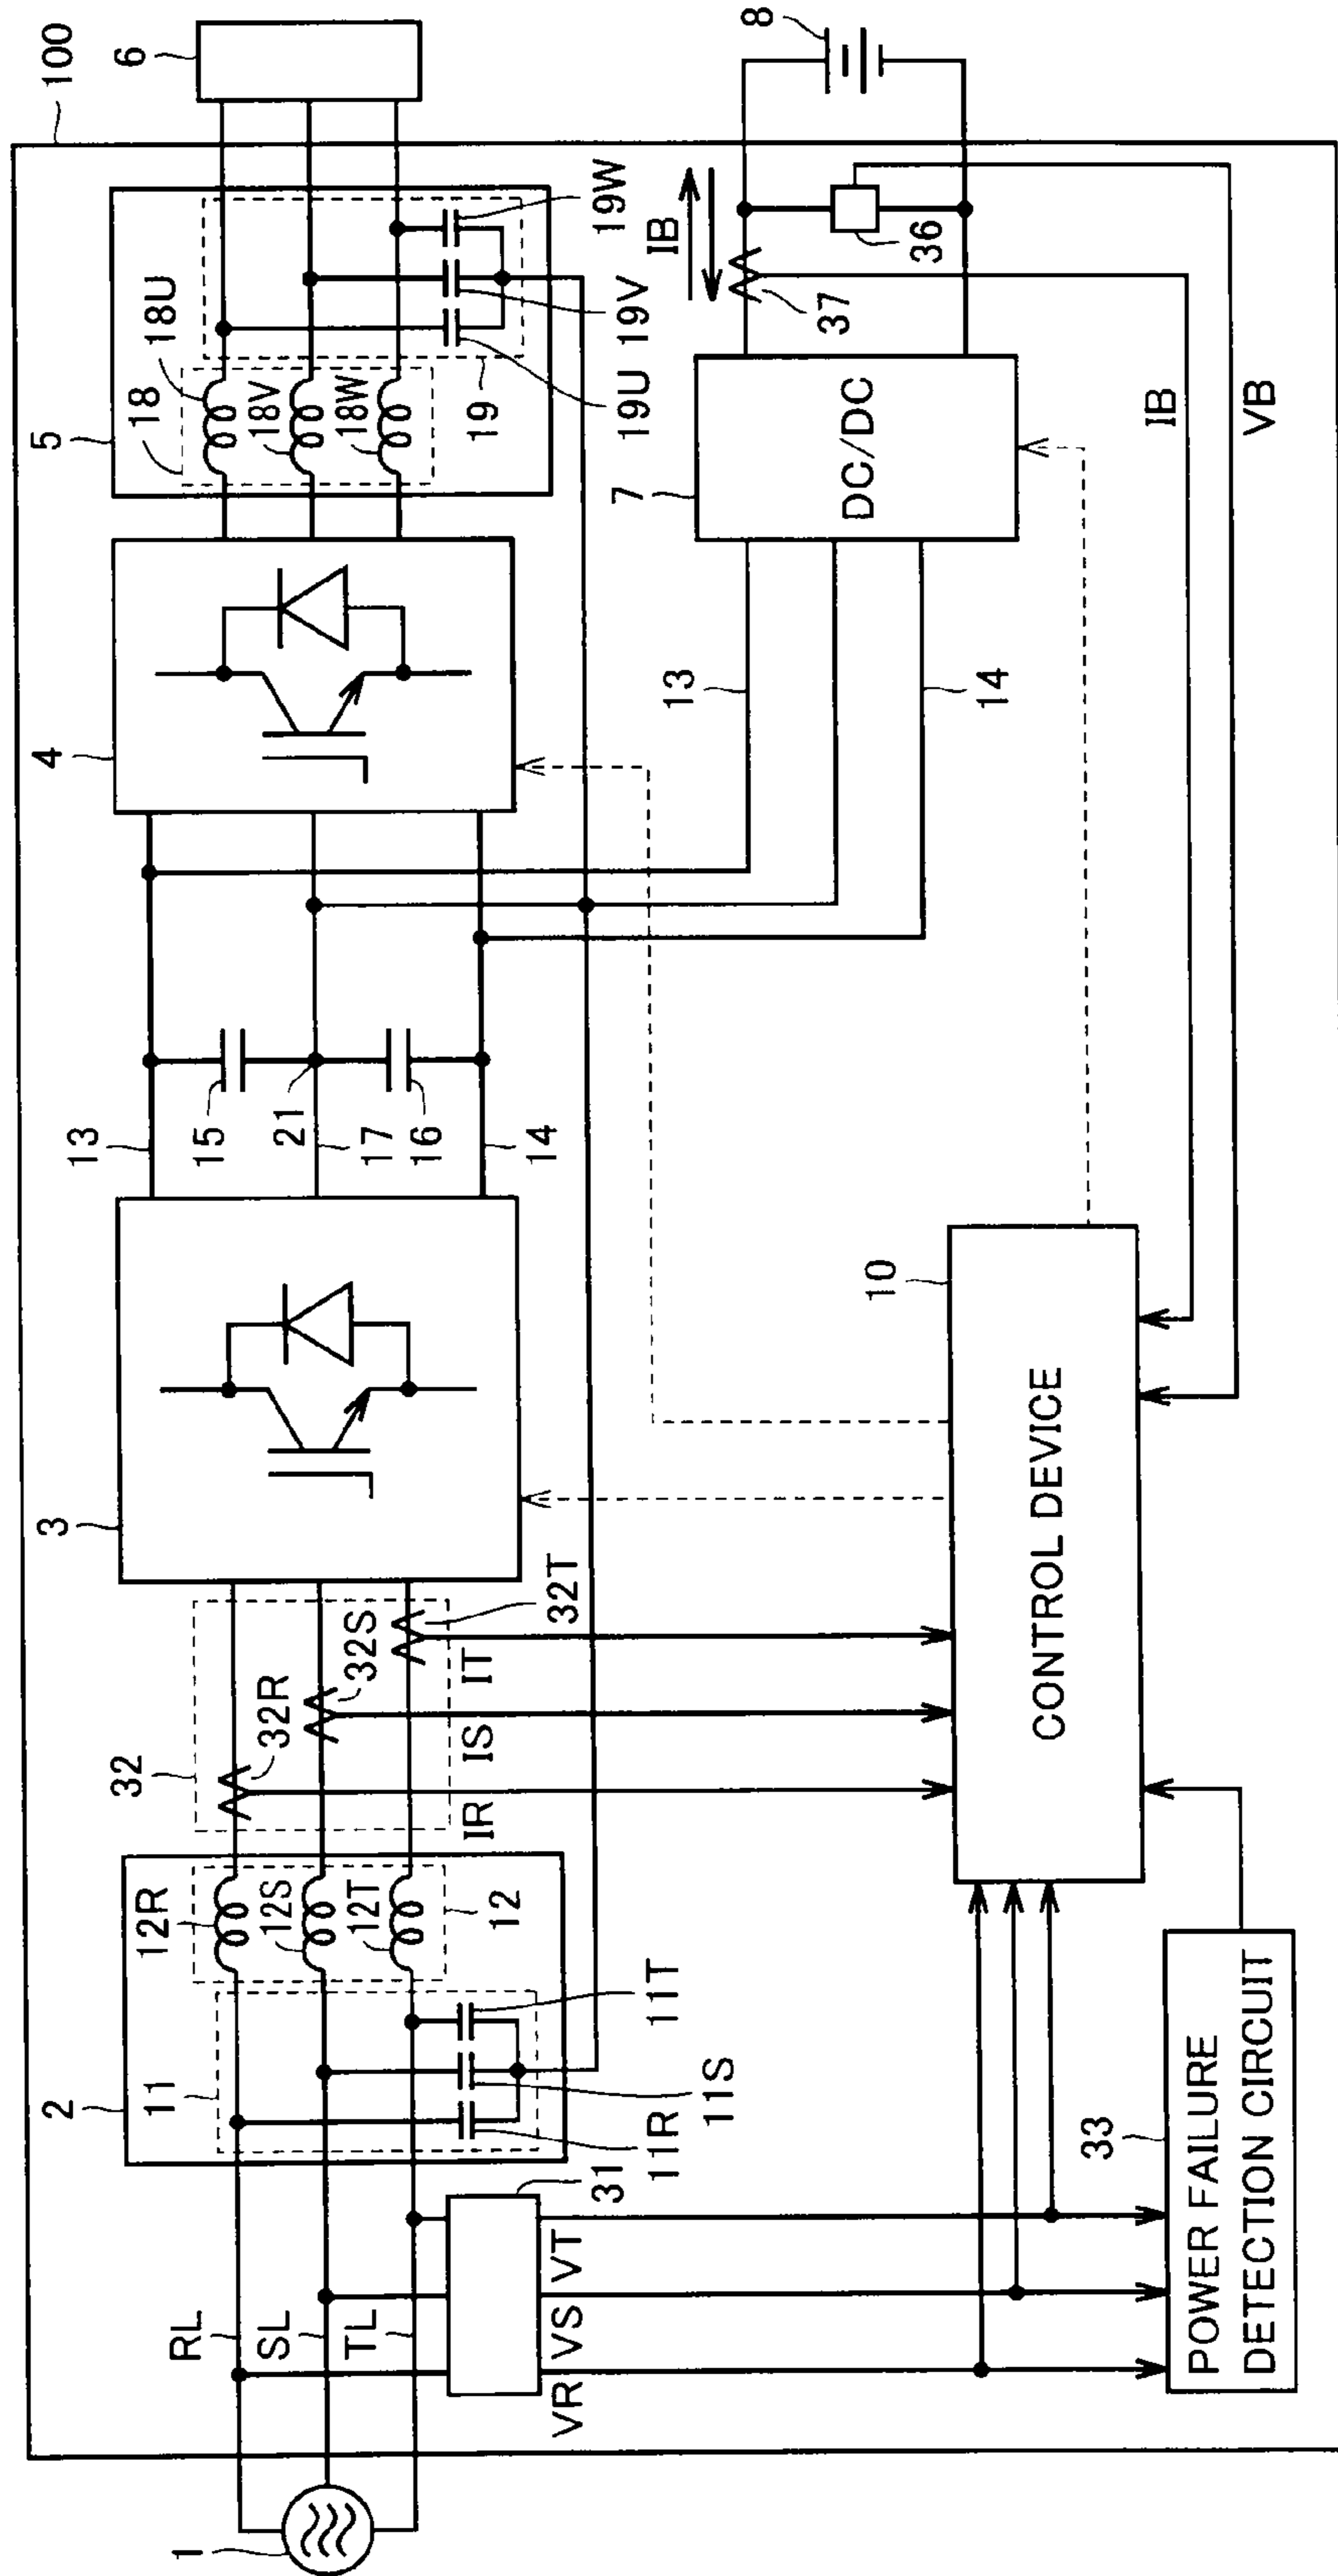 100
1
RL
SL
TL
31
VR
VS
VT
2
11
11R
11S
11T
12R
12S
12T
12
32
32R
32S
32T
IR
IS
IT
3
13
15
21
17
16
14
4
5
18
18U
18V
18W
19
19U
19V
19W
6
13
14
7
DC/DC
IB
37
36
8
IB
VB
10
CONTROL DEVICE
33
POWER FAILURE
DETECTION CIRCUIT